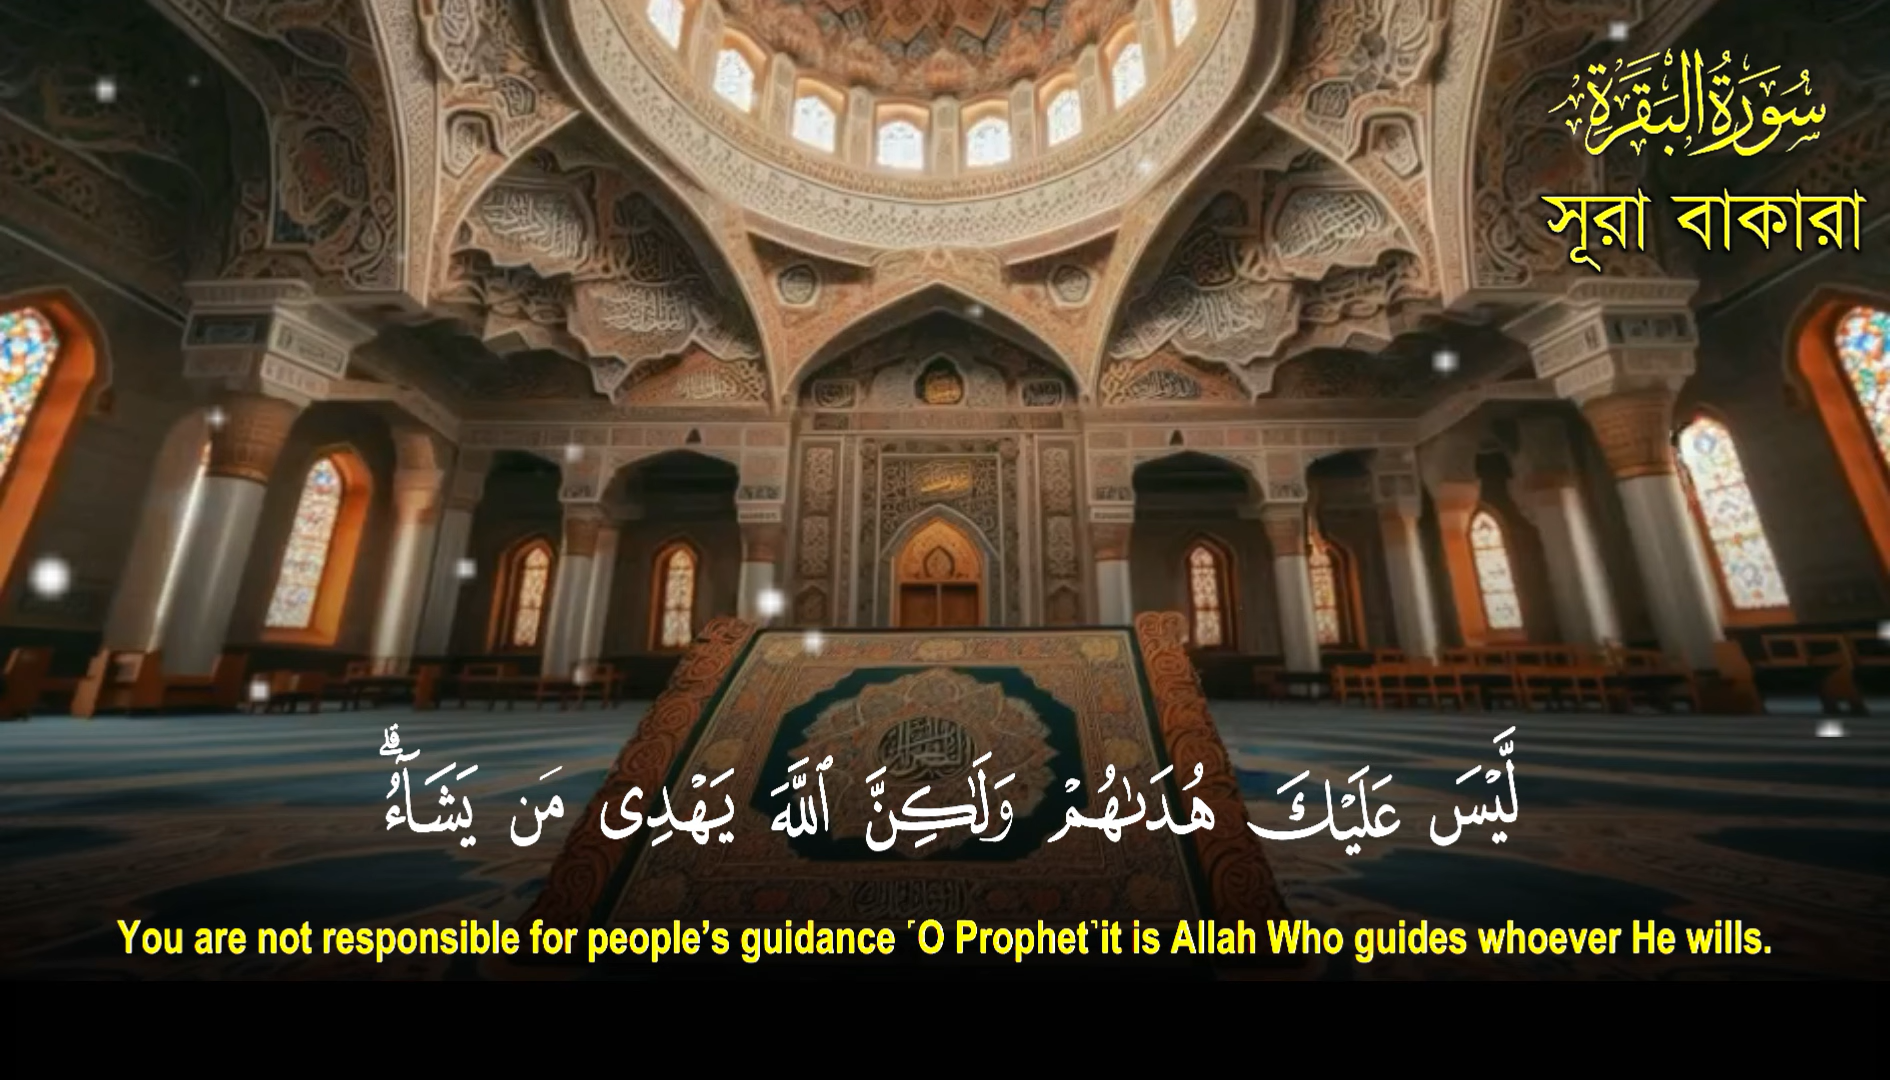 سُورَةُ الْبَقَرَةِ
সূরা বাকারা
لَّيْسَ عَلَيْكَ هُدَىٰهُمْ وَلَـٰكِنَّ ٱللَّهَ يَهْدِى مَن يَشَآءُ ۗ
You are not responsible for people’s guidance ˹O Prophet˺it is Allah Who guides whoever He wills.